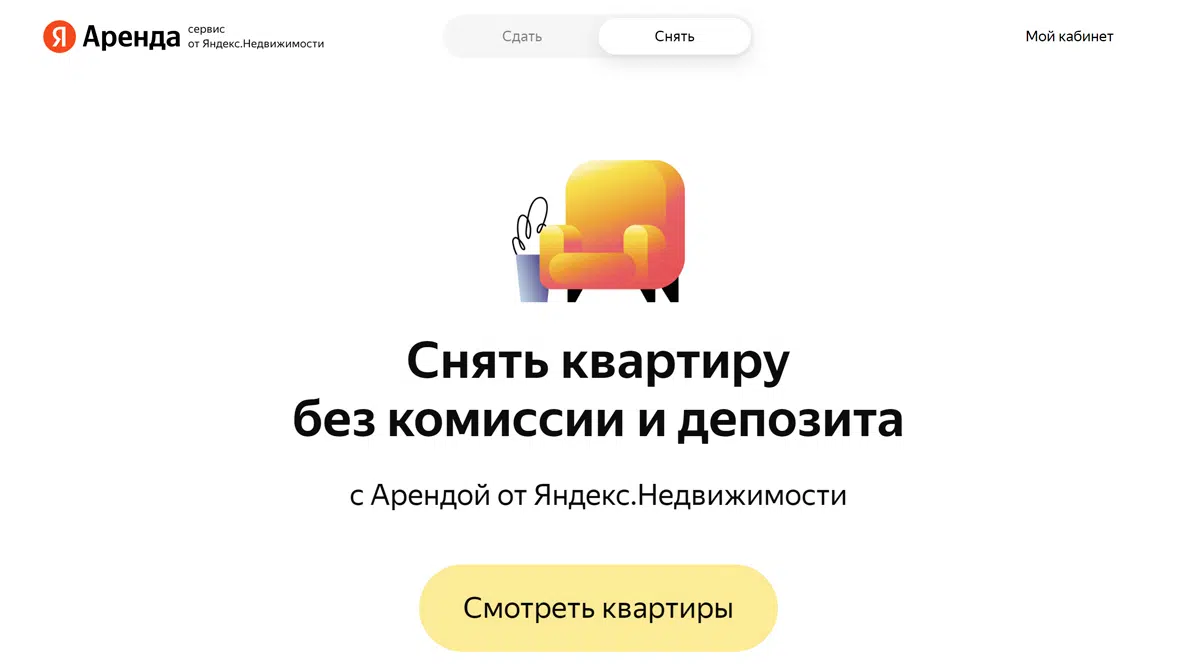 Я Аренда
сервис
от Яндекс.Недвижимости
Сдать
Снять
Мой кабинет
Снять квартиру
без комиссии и депозита
с Арендой от Яндекс.Недвижимости
Смотреть квартиры